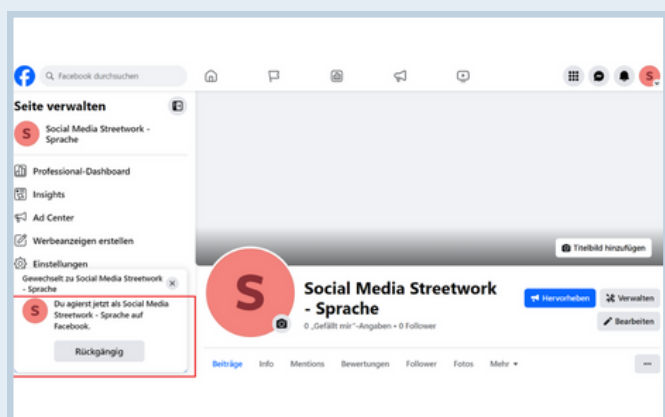 Facebook durchsuchen
Seite verwalten
S
Social Media Streetwork -
Sprache
Professional-Dashboard
Insights
Ad Center
Werbeanzeigen erstellen
Einstellungen
Gewechselt zu Social Media Streetwork
- Sprache
S
Du agierst jetzt als Social Media
Streetwork - Sprache auf
Facebook.
Rückgängig
S
Titelbild hinzufügen
S
Social Media Streetwork
- Sprache
0 „Gefällt mir“-Angaben • 0 Follower
Hervorheben
Verwalten
Bearbeiten
Beiträge Info Mentions Bewertungen Follower Fotos Mehr